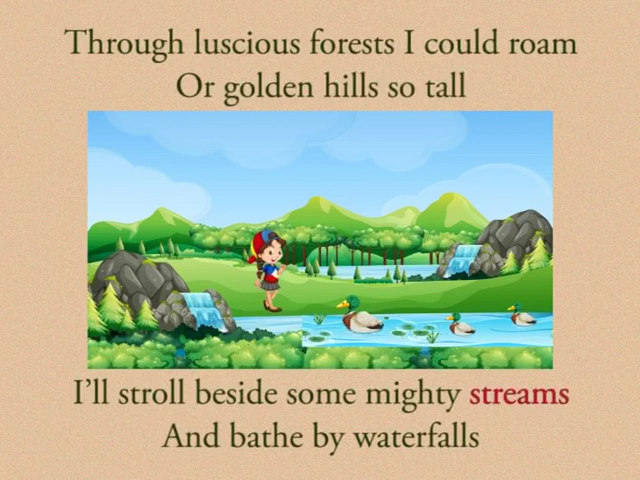 Through luscious forests I could roam
Or golden hills so tall
I'll stroll beside some mighty streams
And bathe by waterfalls